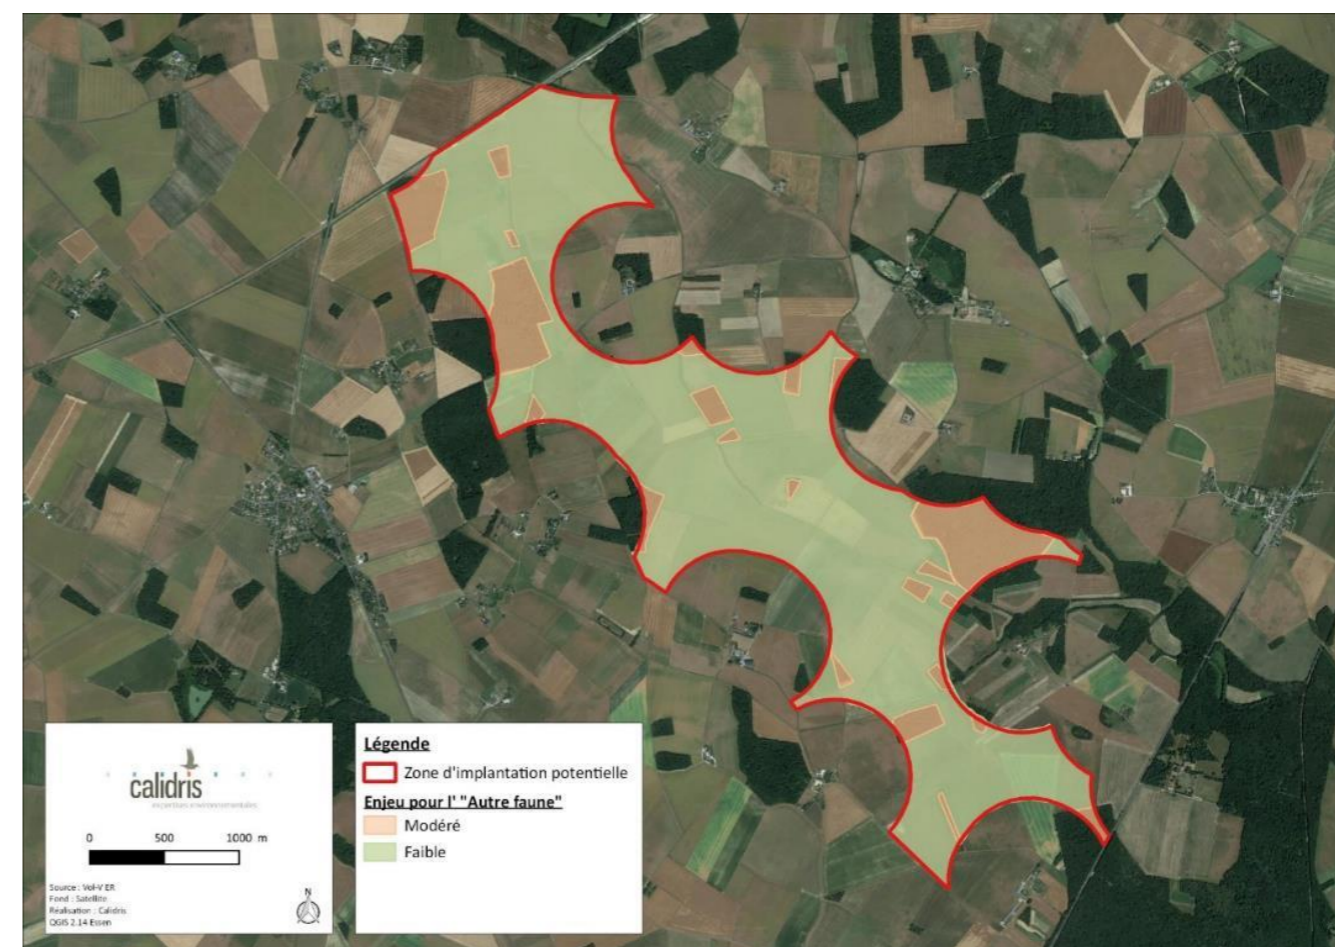 calidris
expertises environnementales
0 500 1000 m
Source : Vol-V ER
Fond : Satellite
Réalisation : Calidris
QGIS 2.14 Essen
N
Légende
Zone d'implantation potentielle
Enjeu pour l' "Autre faune"
Modéré
Faible